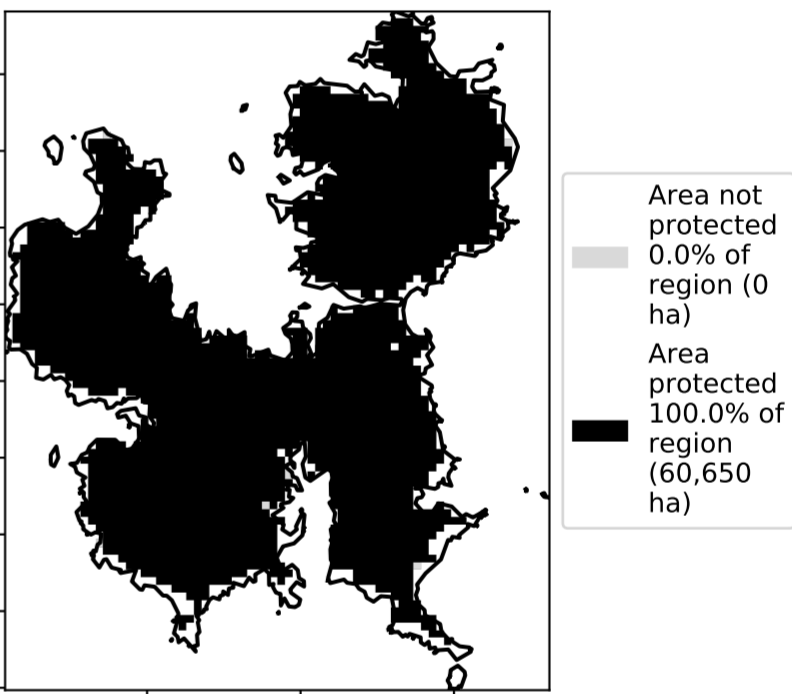 Area not
protected
0.0% of
region (0
ha)
Area
protected
100.0% of
region
(60,650
ha)